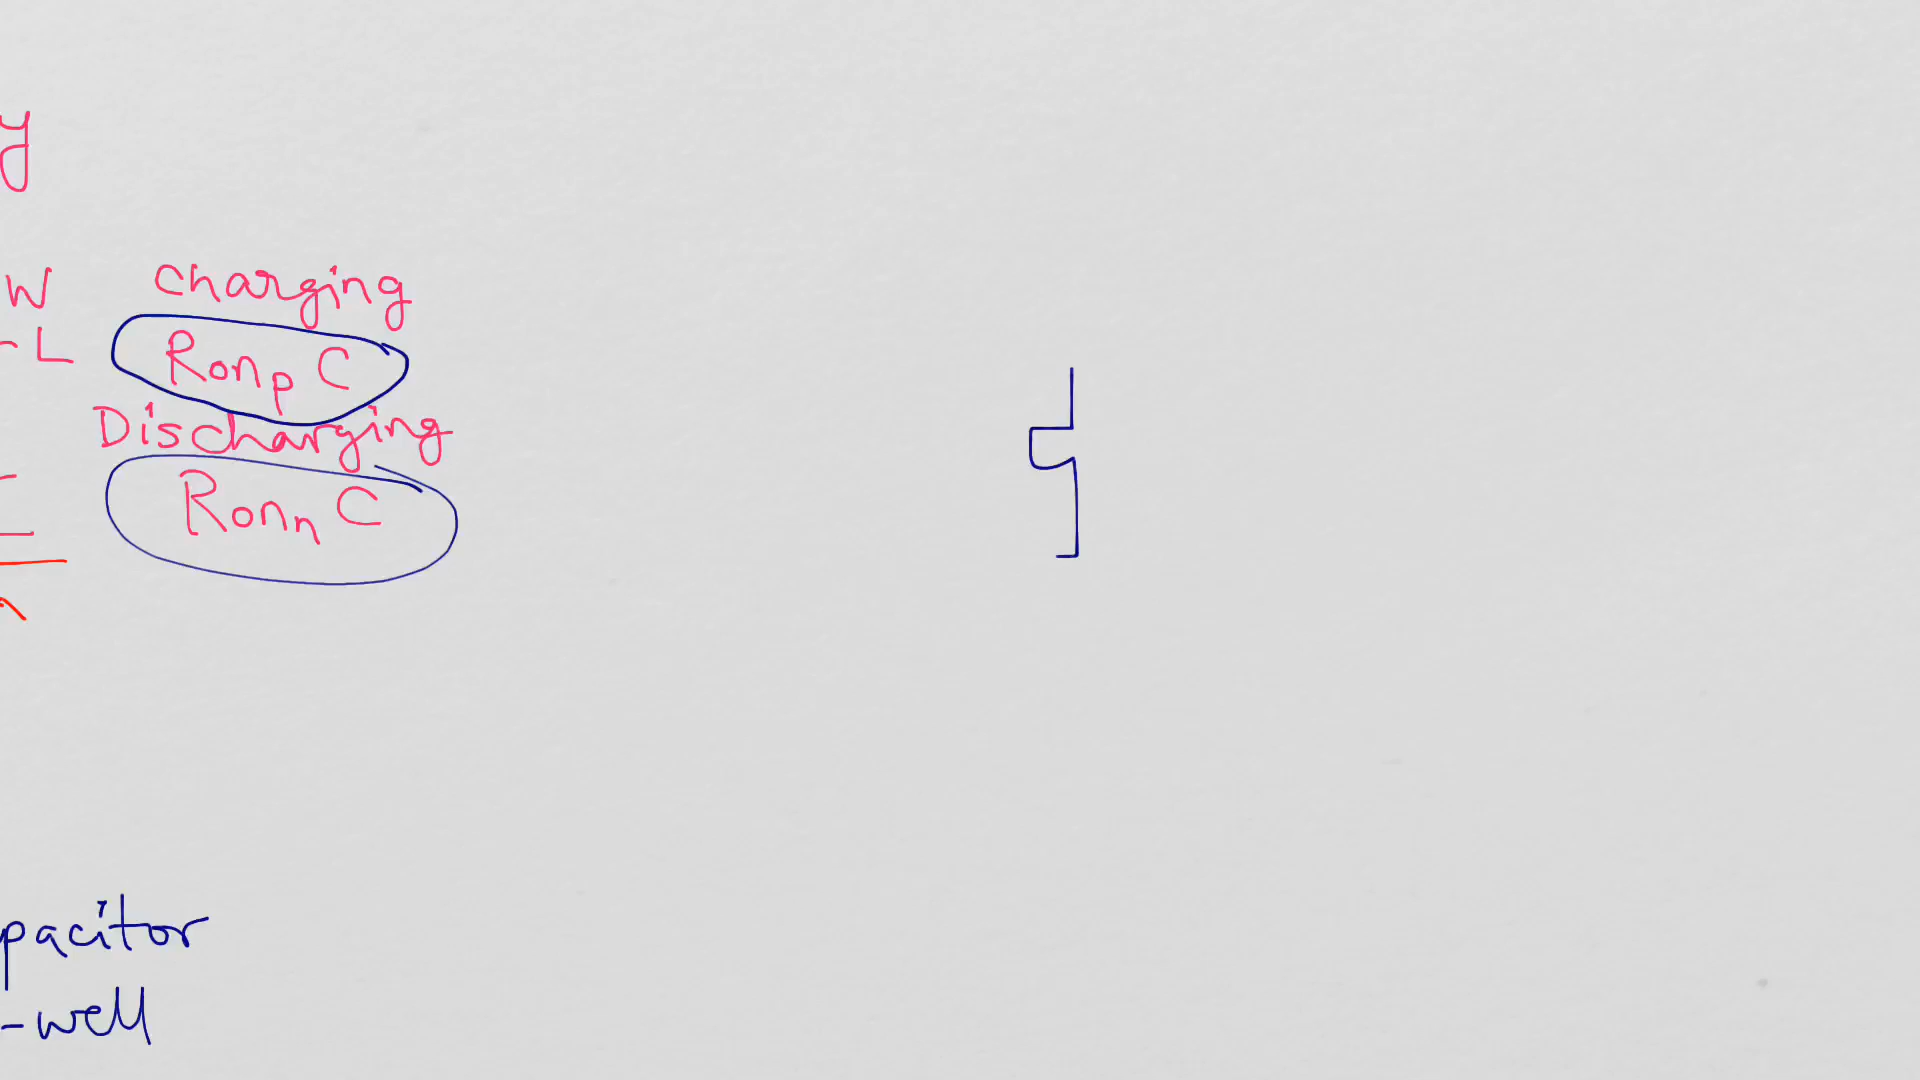 y
W
Charging
L
Ronp C
Discharging
Ronn C
pacitor
-well